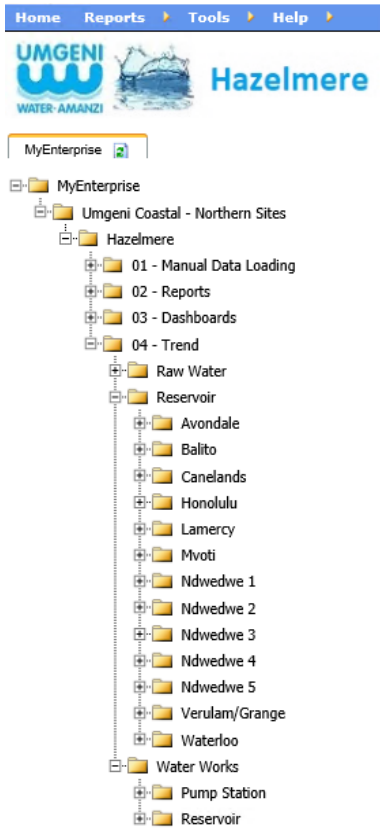 Home Reports Tools Help
UMGENI
WATER·AMANZI
Hazelmere
MyEnterprise
MyEnterprise
Umgeni Coastal - Northern Sites
Hazelmere
01 - Manual Data Loading
02 - Reports
03 - Dashboards
04 - Trend
Raw Water
Reservoir
Avondale
Balito
Canelands
Honolulu
Lamercy
Mvoti
Ndwedwe 1
Ndwedwe 2
Ndwedwe 3
Ndwedwe 4
Ndwedwe 5
Verulam/Grange
Waterloo
Water Works
Pump Station
Reservoir